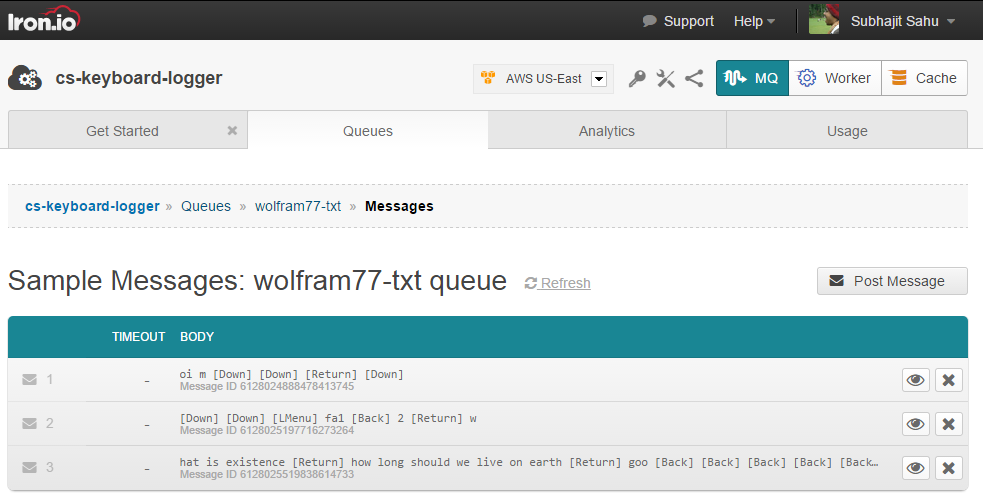 Iron.io Support Help Subhajit Sahu
cs-keyboard-logger AWS US-East MQ Worker Cache
Get Started Queues Analytics Usage
cs-keyboard-logger » Queues » wolfram77-txt » Messages
Sample Messages: wolfram77-txt queue Refresh Post Message
TIMEOUT BODY
1 - oi m [Down] [Down] [Return] [Down]
Message ID 6128024888478413745
2 - [Down] [Down] [LMenu] fa1 [Back] 2 [Return] w
Message ID 6128025197716273264
3 - hat is existence [Return] how long should we live on earth [Return] goo [Back] [Back] [Back] [Back] [Back...
Message ID 6128025519838614733